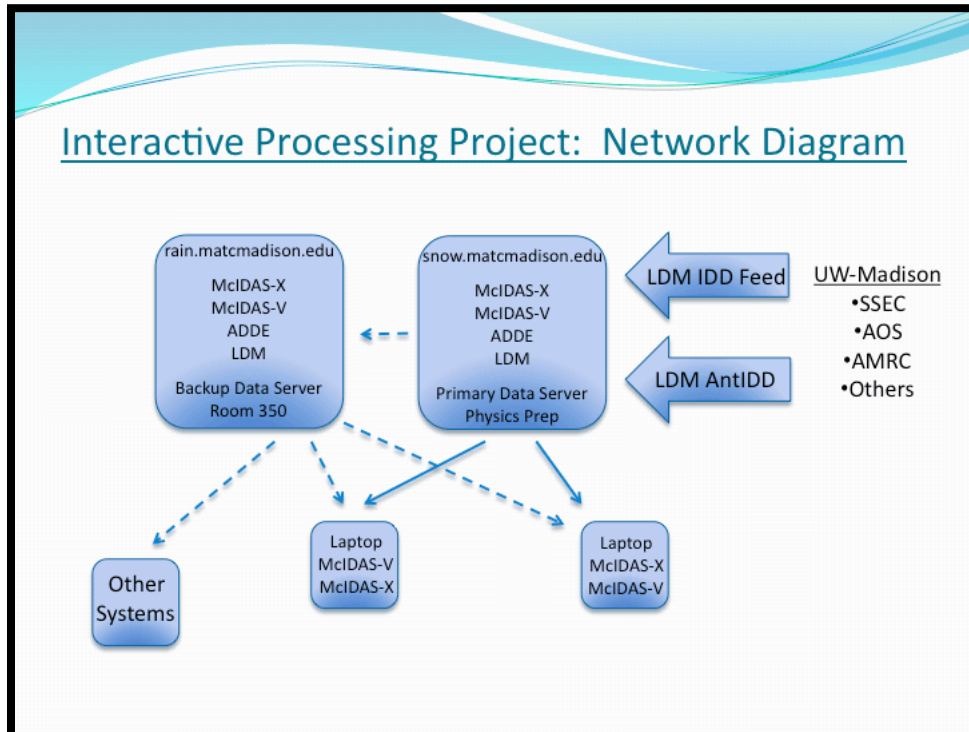 Interactive Processing Project:  Network Diagram
rain.matcmadison.edu
McIDAS-X
McIDAS-V
ADDE
LDM
Backup Data Server
Room 350
snow.matcmadison.edu
McIDAS-X
McIDAS-V
ADDE
LDM
Primary Data Server
Physics Prep
LDM IDD Feed
LDM AntIDD
UW-Madison
•SSEC
•AOS
•AMRC
•Others
Other
Systems
Laptop
McIDAS-V
McIDAS-X
Laptop
McIDAS-X
McIDAS-V